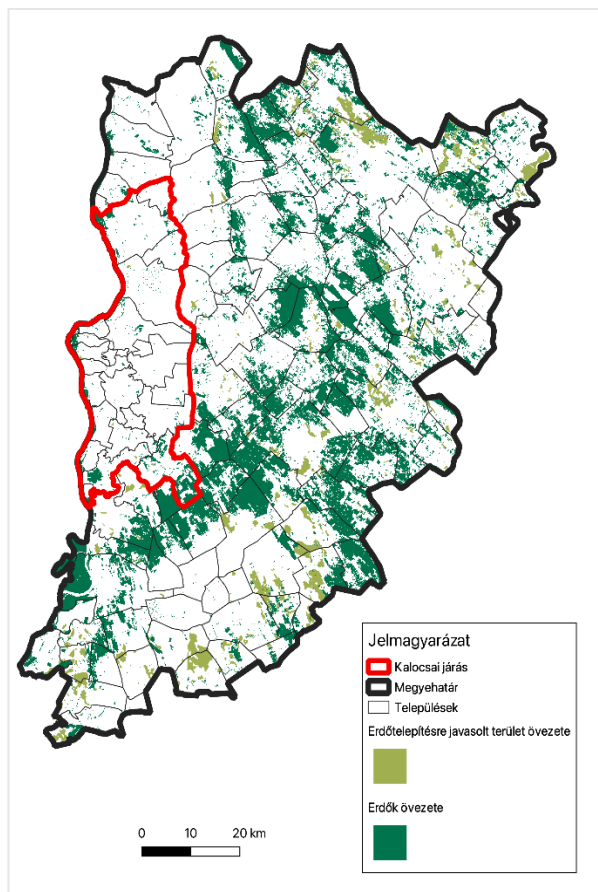 Jelmagyarázat
Kalocsai járás
Megyehatár
Települések
Erdőtelepítésre javasolt terület övezete
Erdők övezete
0 10 20 km